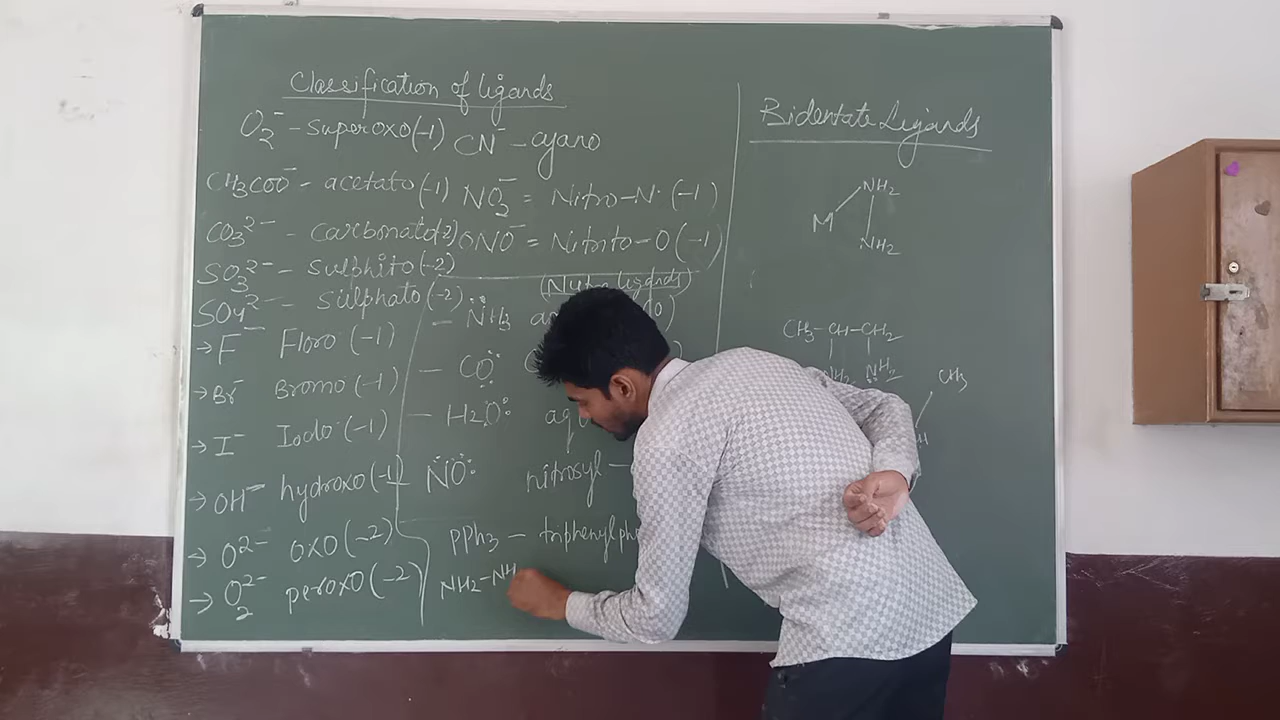 Classification of ligands
O₂⁻ - superoxo (-1) CN⁻ - cyano
CH₃COO⁻ - acetato (-1) NO₂⁻ = Nitro-N (-1)
CO₃²⁻ - Carbonato (-2) ONO⁻ = Nitrito-O (-1)
SO₃²⁻ - Sulphito (-2)
SO₄²⁻ - Sulphato (-2)
→ F⁻ Floro (-1)
→ Br⁻ Bromo (-1)
→ I⁻ Iodo (-1)
→ OH⁻ hydroxo (-1)
→ O²⁻ oxo (-2)
→ O₂²⁻ peroxo (-2)
ligands)
- NH₃
- CO
- H₂O
- NO nitrosyl -
PPh₃ - triphenylph
NH₂-NH
Bidentate Ligands
NH₂
M
NH₂
CH₃-CH-CH₂
NH₂ NH₂
CH₃